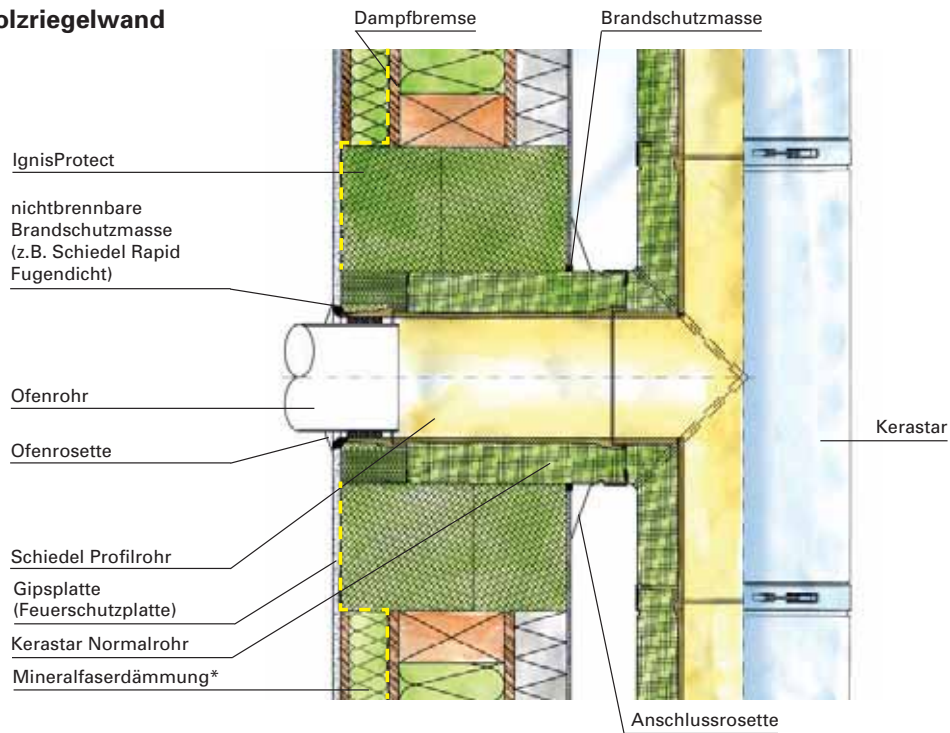 olzriegelwand
Dampfbremse
Brandschutzmasse
IgnisProtect
nichtbrennbare
Brandschutzmasse
(z.B. Schiedel Rapid
Fugendicht)
Ofenrohr
Ofenrosette
Kerastar
Schiedel Profilrohr
Gipsplatte
(Feuerschutzplatte)
Kerastar Normalrohr
Mineralfaserdämmung*
Anschlussrosette